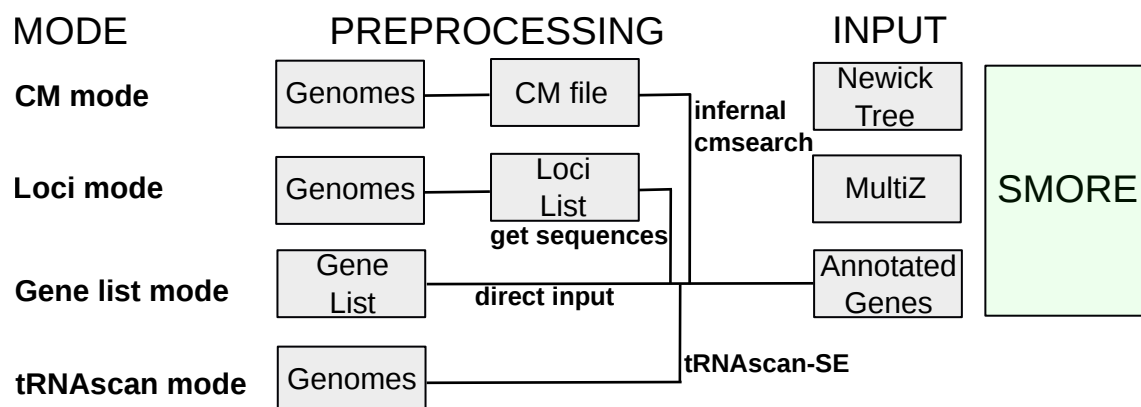 MODE
PREPROCESSING
INPUT
CM mode
Genomes
CM file
infernal
cmsearch
Newick
Tree
Loci mode
Genomes
Loci
List
get sequences
MultiZ
SMORE
Gene list mode
Gene
List
direct input
Annotated
Genes
tRNAscan mode
Genomes
tRNAscan-SE